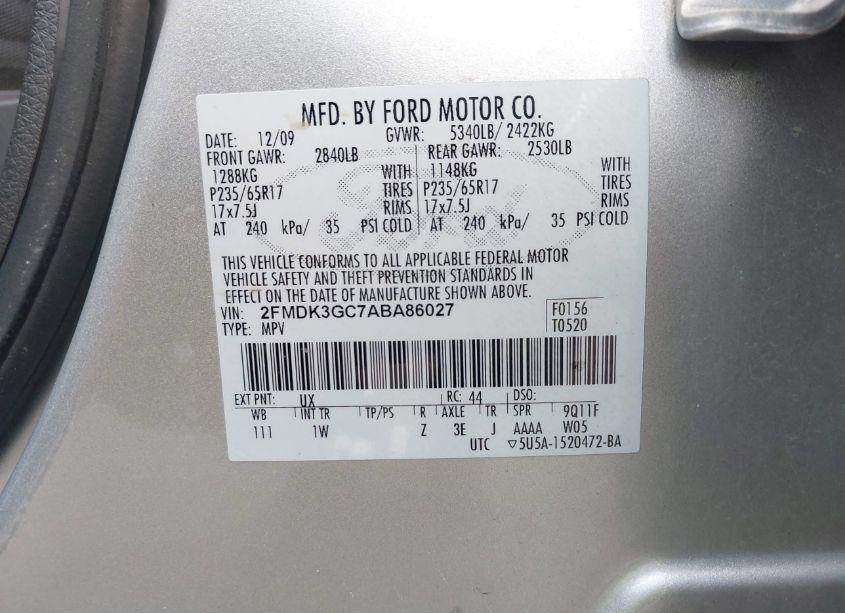 MFD. BY FORD MOTOR CO.
DATE: 12/09 GVWR: 5340LB/ 2422KG
FRONT GAWR: 2840LB REAR GAWR: 2530LB
1288KG WITH 1148KG WITH
P235/65R17 TIRES P235/65R17 TIRES
17x7.5J RIMS 17x7.5J RIMS
AT 240 kPa/ 35 PSI COLD AT 240 kPa/ 35 PSI COLD
Ford
THIS VEHICLE CONFORMS TO ALL APPLICABLE FEDERAL MOTOR
VEHICLE SAFETY AND THEFT PREVENTION STANDARDS IN
EFFECT ON THE DATE OF MANUFACTURE SHOWN ABOVE.
VIN: 2FMDK3GC7ABA86027 F0156
TYPE: MPV T0520
EXT PNT: UX RC: 44 DSO:
WB INT TR TP/PS R AXLE TR SPR 9Q11F
111 1W Z 3E J AAAA W05
UTC ▽5U5A-1520472-BA